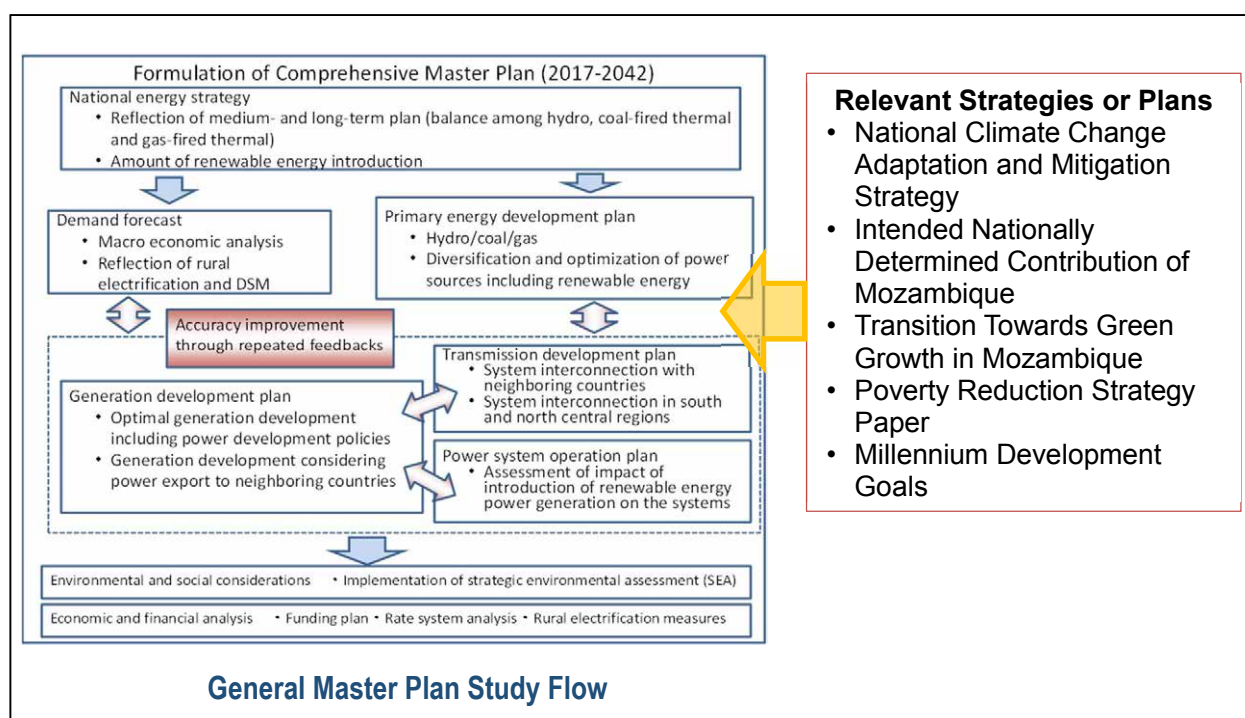 Formulation of Comprehensive Master Plan (2017-2042)
National energy strategy
• Reflection of medium- and long-term plan (balance among hydro, coal-fired thermal
and gas-fired thermal)
• Amount of renewable energy introduction
Demand forecast
• Macro economic analysis
• Reflection of rural
electrification and DSM
Primary energy development plan
• Hydro/coal/gas
• Diversification and optimization of power
sources including renewable energy
Accuracy improvement
through repeated feedbacks
Generation development plan
• Optimal generation development
including power development policies
• Generation development considering
power export to neighboring countries
Transmission development plan
• System interconnection with
neighboring countries
• System interconnection in south
and north central regions
Power system operation plan
• Assessment of impact of
introduction of renewable energy
power generation on the systems
Environmental and social considerations ・Implementation of strategic environmental assessment (SEA)
Economic and financial analysis ・Funding plan・Rate system analysis・Rural electrification measures
General Master Plan Study Flow
Relevant Strategies or Plans
• National Climate Change
Adaptation and Mitigation
Strategy
• Intended Nationally
Determined Contribution of
Mozambique
• Transition Towards Green
Growth in Mozambique
• Poverty Reduction Strategy
Paper
• Millennium Development
Goals